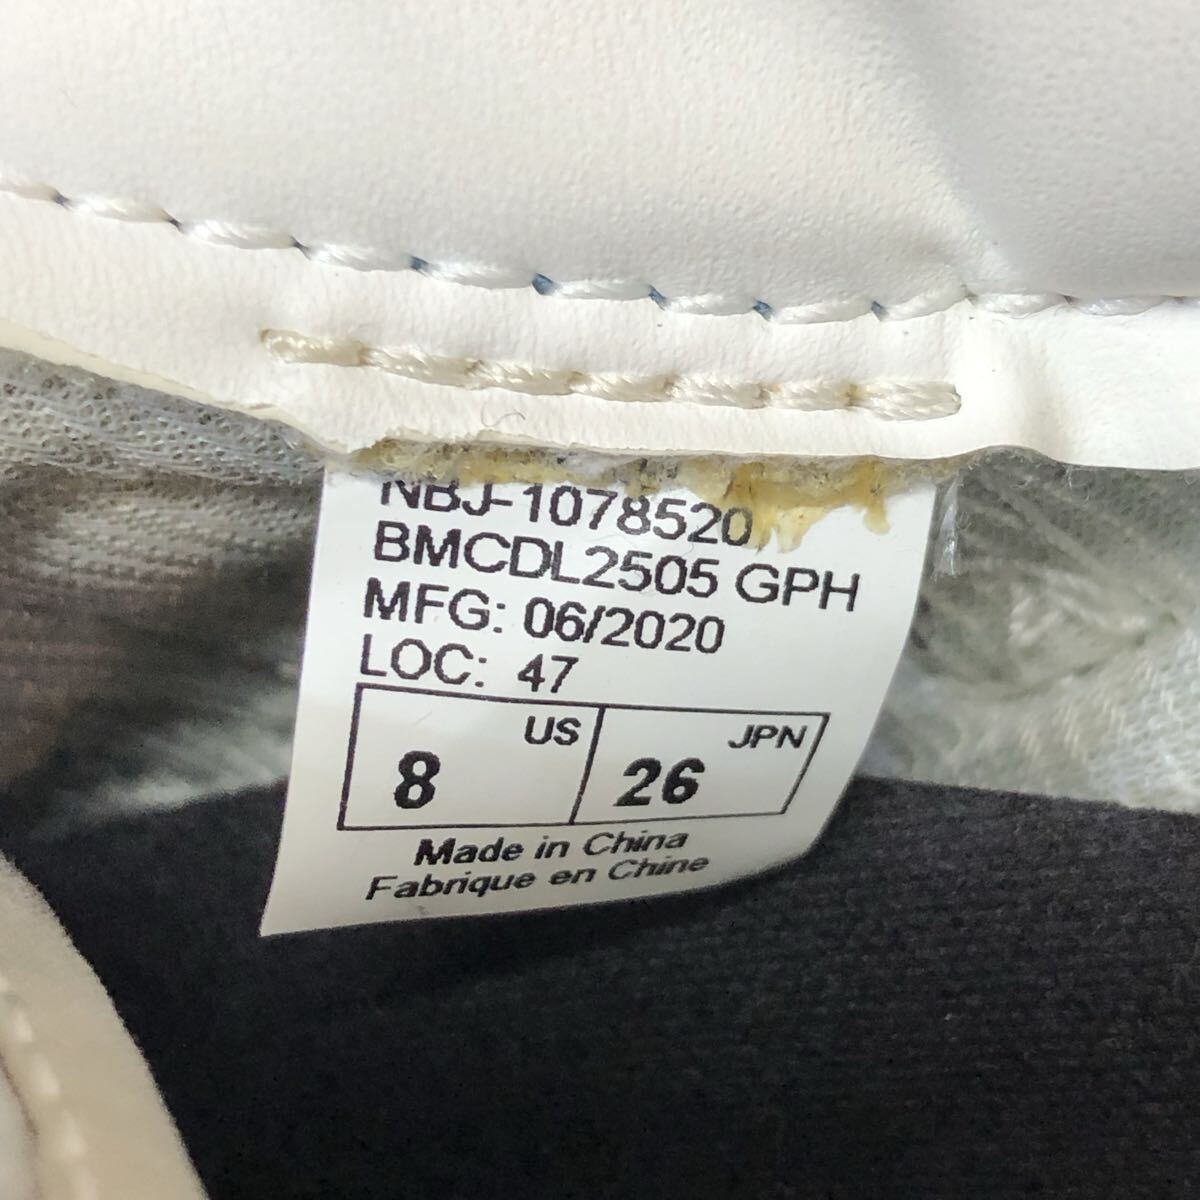 NBJ-1078520
BMCDL2505 GPH
MFG: 06/2020
LOC: 47
US JPN
8 26
Made in China
Fabrique en Chine